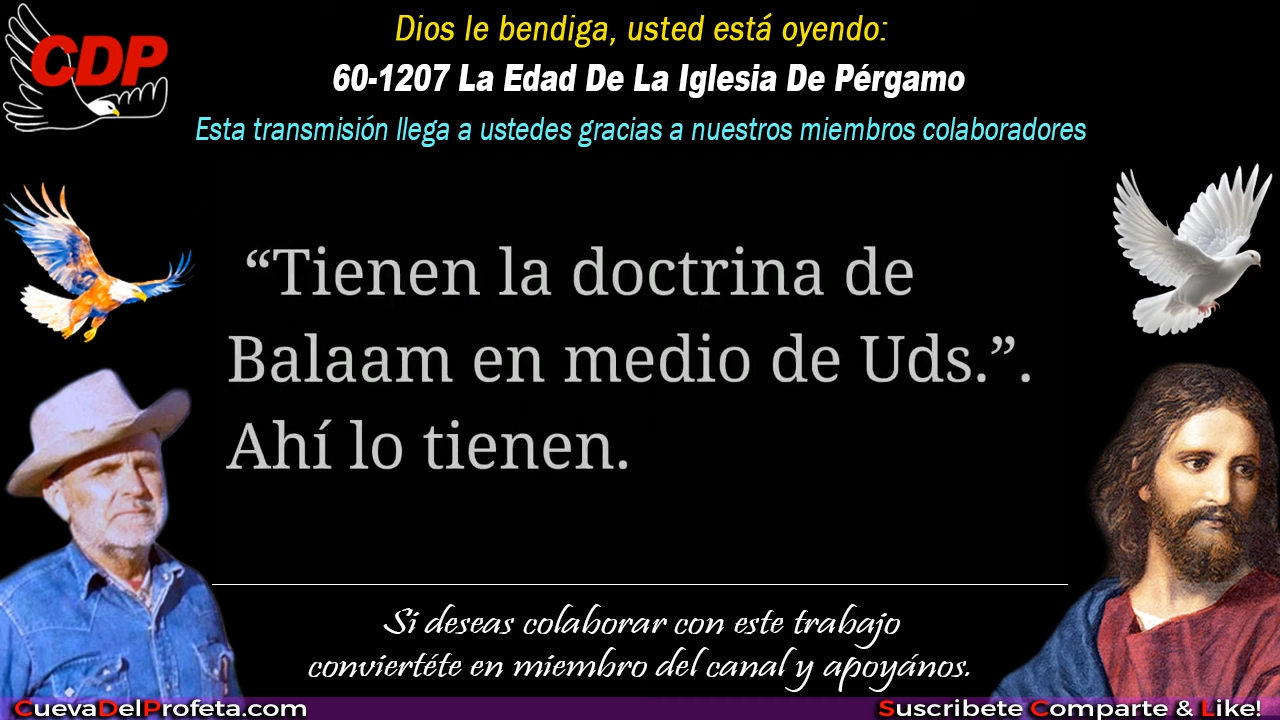 CDP
Dios le bendiga, usted está oyendo:
60-1207 La Edad De La Iglesia De Pérgamo
Esta transmisión llega a ustedes gracias a nuestros miembros colaboradores
“Tienen la doctrina de
Balaam en medio de Uds.”.
Ahí lo tienen.
Si deseas colaborar con este trabajo
conviertéte en miembro del canal y apoyános.
CuevaDelProfeta.com
Suscribete Comparte & Like!